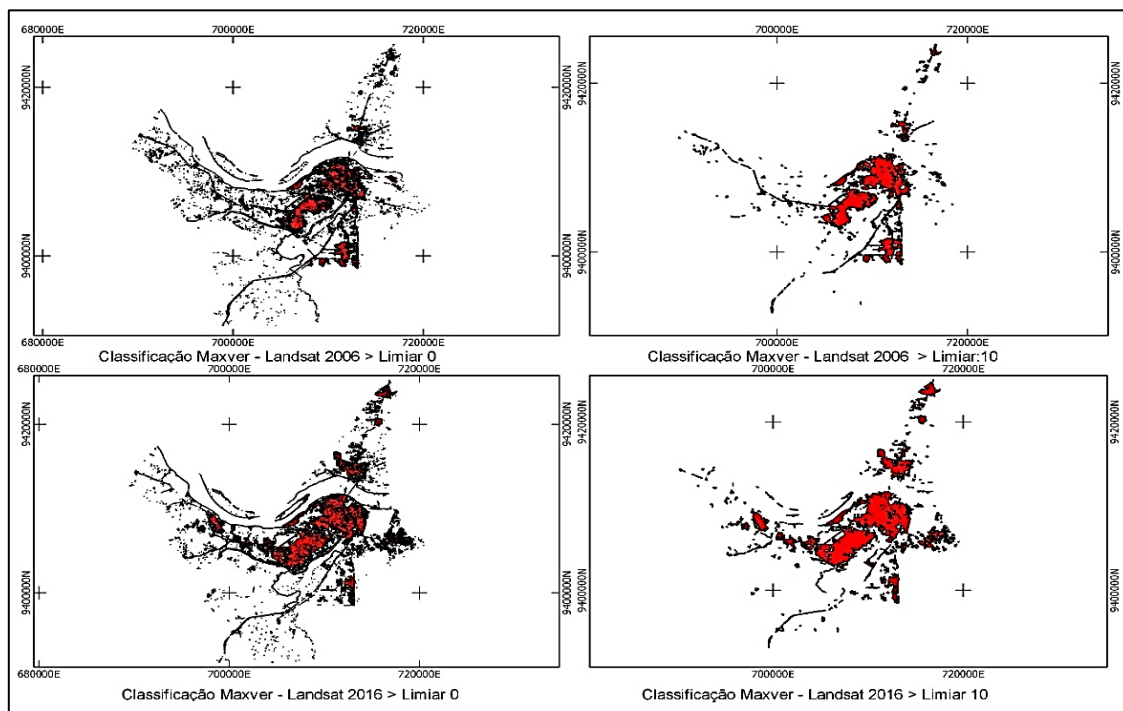 680000E 700000E 720000E
700000E 720000E
9420000N
9400000N
9420000N
9400000N
680000E 700000E 720000E
Classificação Maxver - Landsat 2006 > Limiar 0
700000E 720000E
Classificação Maxver - Landsat 2006 > Limiar:10
680000E 700000E 720000E
700000E 720000E
9420000N
9400000N
9420000N
9400000N
680000E 700000E 720000E
Classificação Maxver - Landsat 2016 > Limiar 0
700000E 720000E
Classificação Maxver - Landsat 2016 > Limiar 10